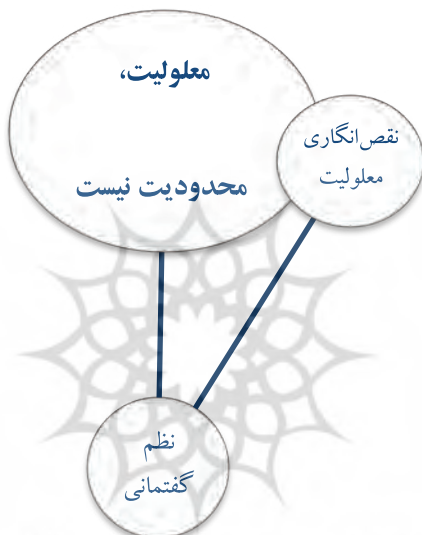 معلولیت،
محدودیت نیست
نقص‌انگاری
معلولیت
نظم
گفتمانی